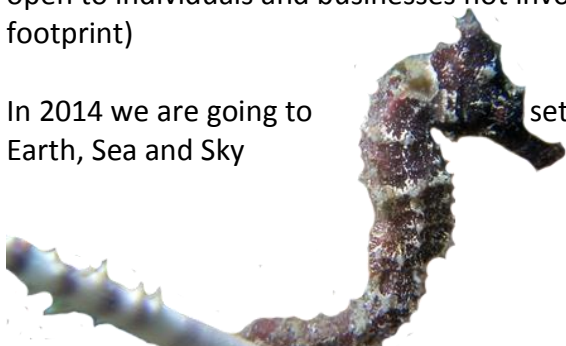 open to individuals and businesses not inve
footprint)
In 2014 we are going to set
Earth, Sea and Sky